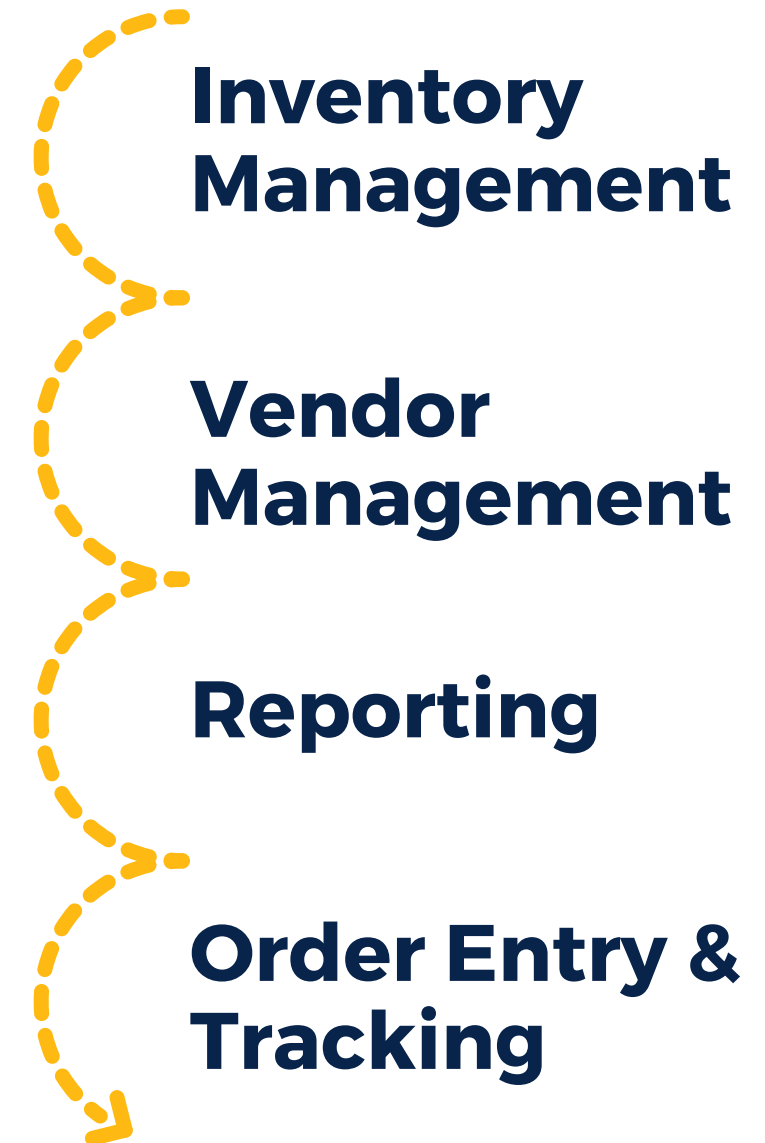 Inventory
Management
Vendor
Management
Reporting
Order Entry &
Tracking